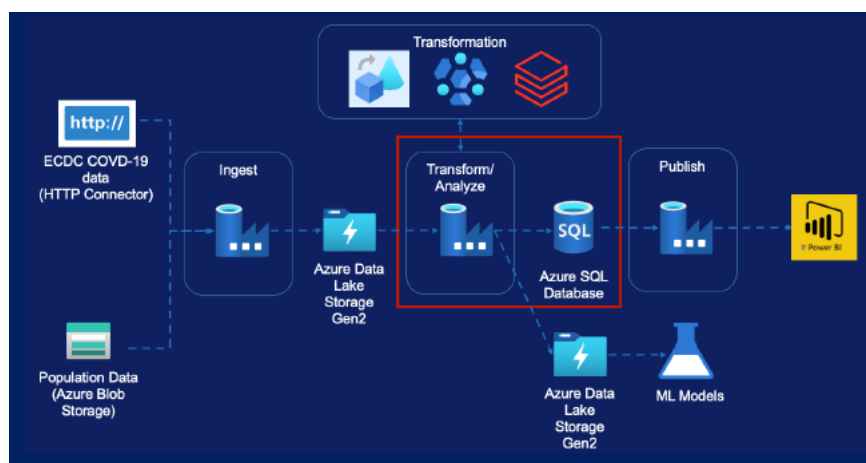 Transformation
http://
ECDC COVD-19
data
(HTTP Connector)
Ingest
Transform/
Analyze
Publish
SQL
Power BI
Azure Data
Lake
Storage
Gen2
Azure SQL
Database
Population Data
(Azure Blob
Storage)
Azure Data
Lake
Storage
Gen2
ML Models